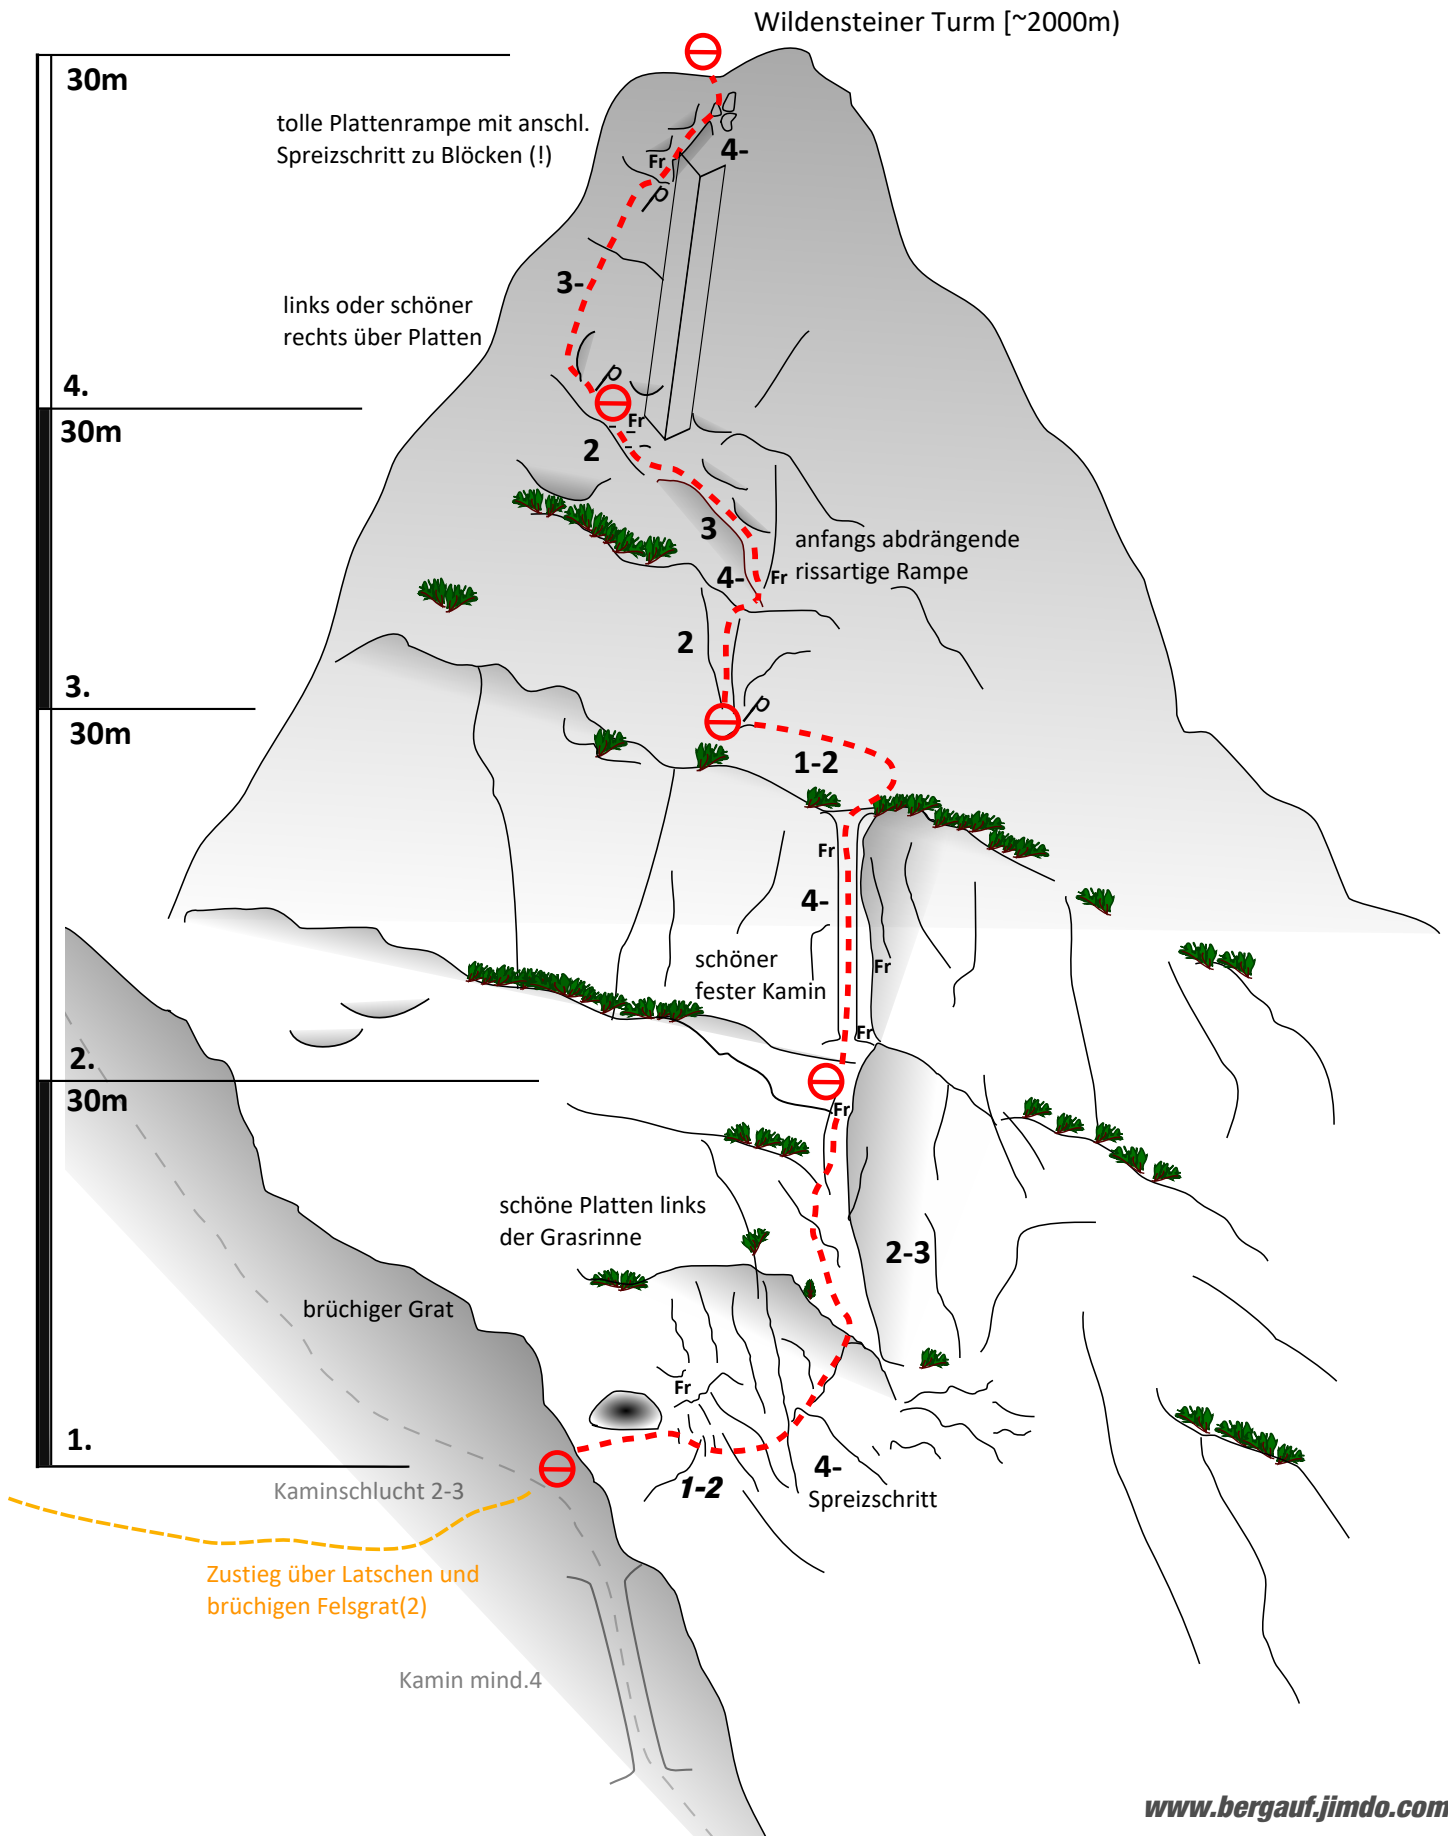 Wildensteiner Turm [~2000m)
30m
tolle Plattenrampe mit anschl.
Spreizschritt zu Blöcken (!)
4-
Fr
p
3-
links oder schöner
rechts über Platten
p
4.
30m
Fr
2
3
anfangs abdrängende
rissartige Rampe
4-
Fr
2
3.
p
30m
1-2
Fr
4-
schöner
fester Kamin
Fr
Fr
2.
30m
Fr
schöne Platten links
der Grasrinne
2-3
brüchiger Grat
Fr
1.
4-
Spreizschritt
1-2
Kaminschlucht 2-3
Zustieg über Latschen und
brüchigen Felsgrat(2)
Kamin mind.4
www.bergauf.jimdo.com